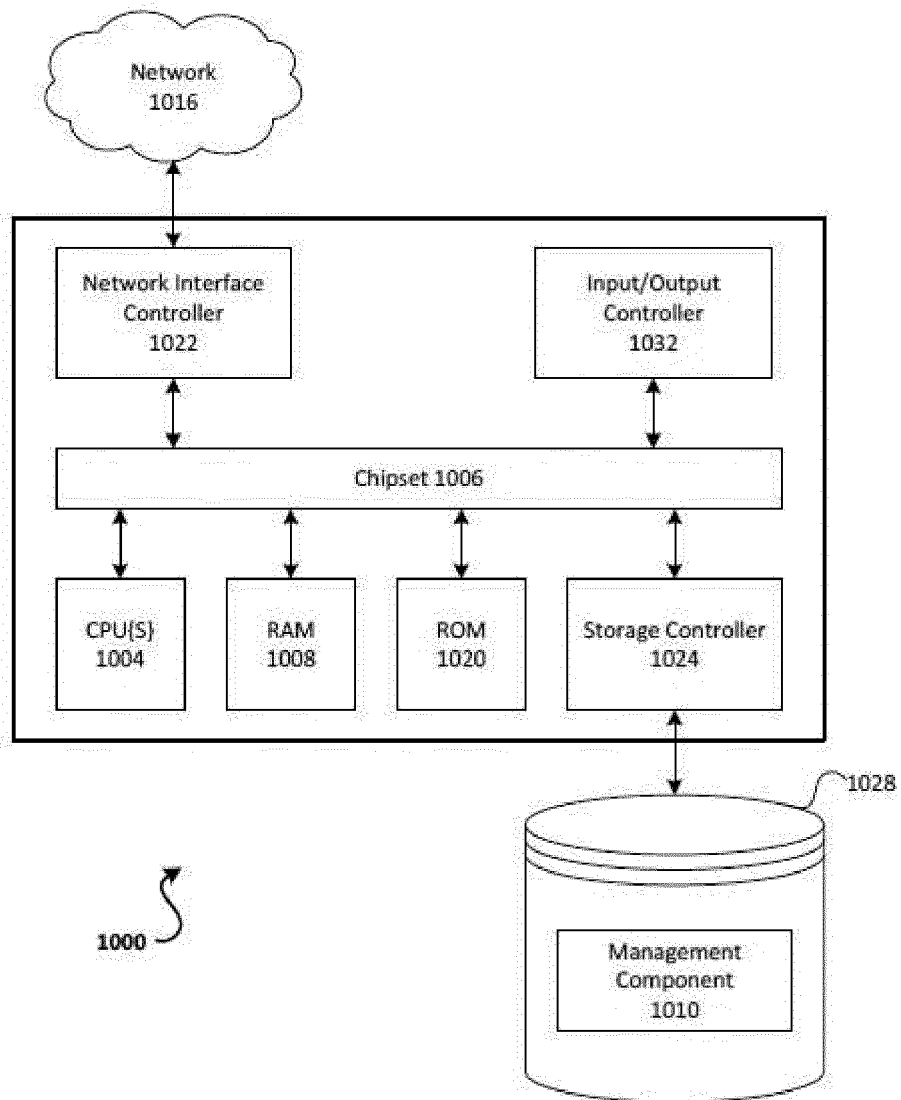 Network
1016
Network Interface
Controller
1022
Input/Output
Controller
1032
Chipset 1006
CPU{S}
1004
RAM
1008
ROM
1020
Storage Controller
1024
1028
1000
Management
Component
1010